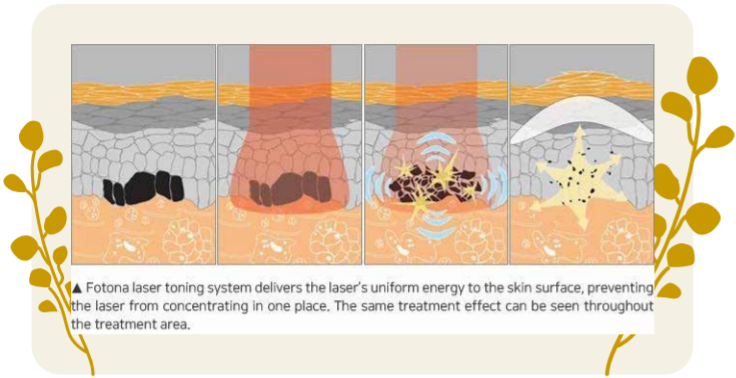 ▲ Fotona laser toning system delivers the laser's uniform energy to the skin surface, preventing
the laser from concentrating in one place. The same treatment effect can be seen throughout
the treatment area.